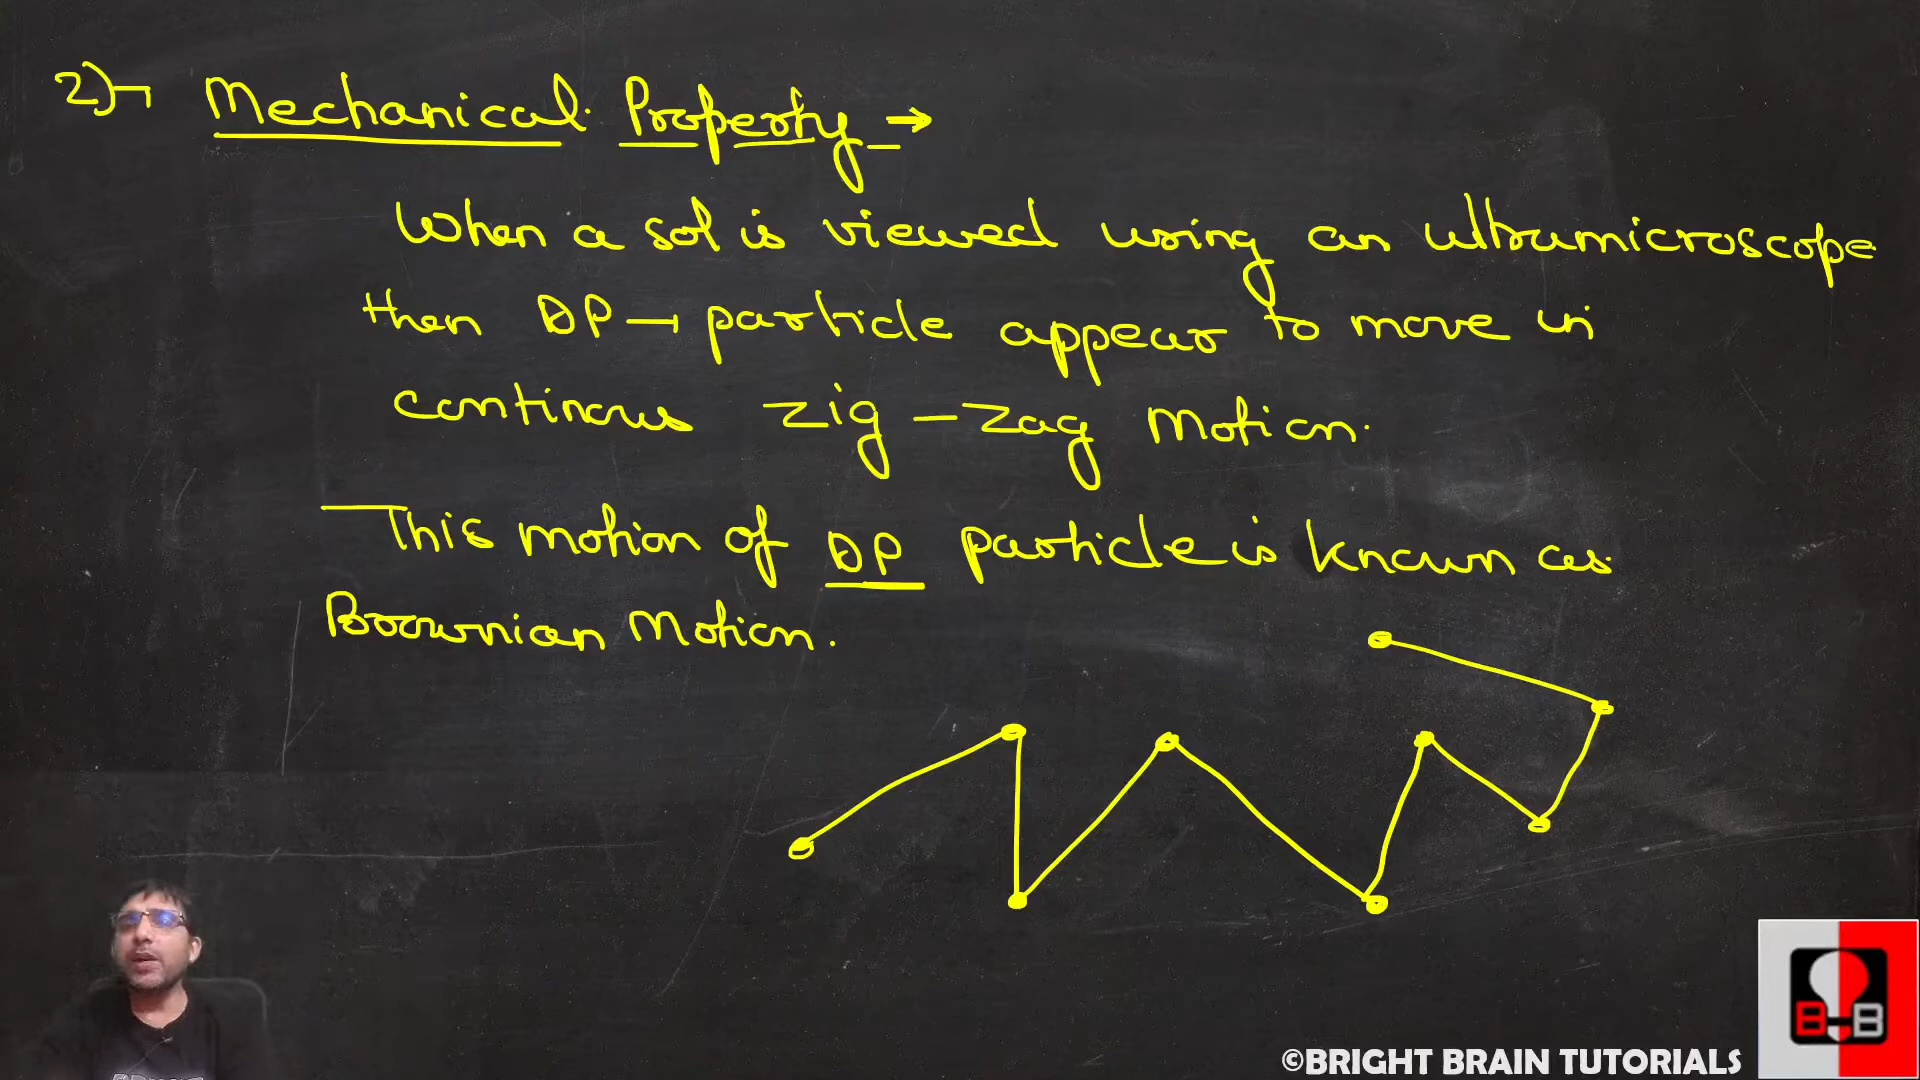 2)→ Mechanical Property →
When a sol is viewed using an ultramicroscope
then DP → particle appear to move in
continous zig-zag Motion.
This motion of DP particle is known as
Brownian Motion.
B B
©BRIGHT BRAIN TUTORIALS